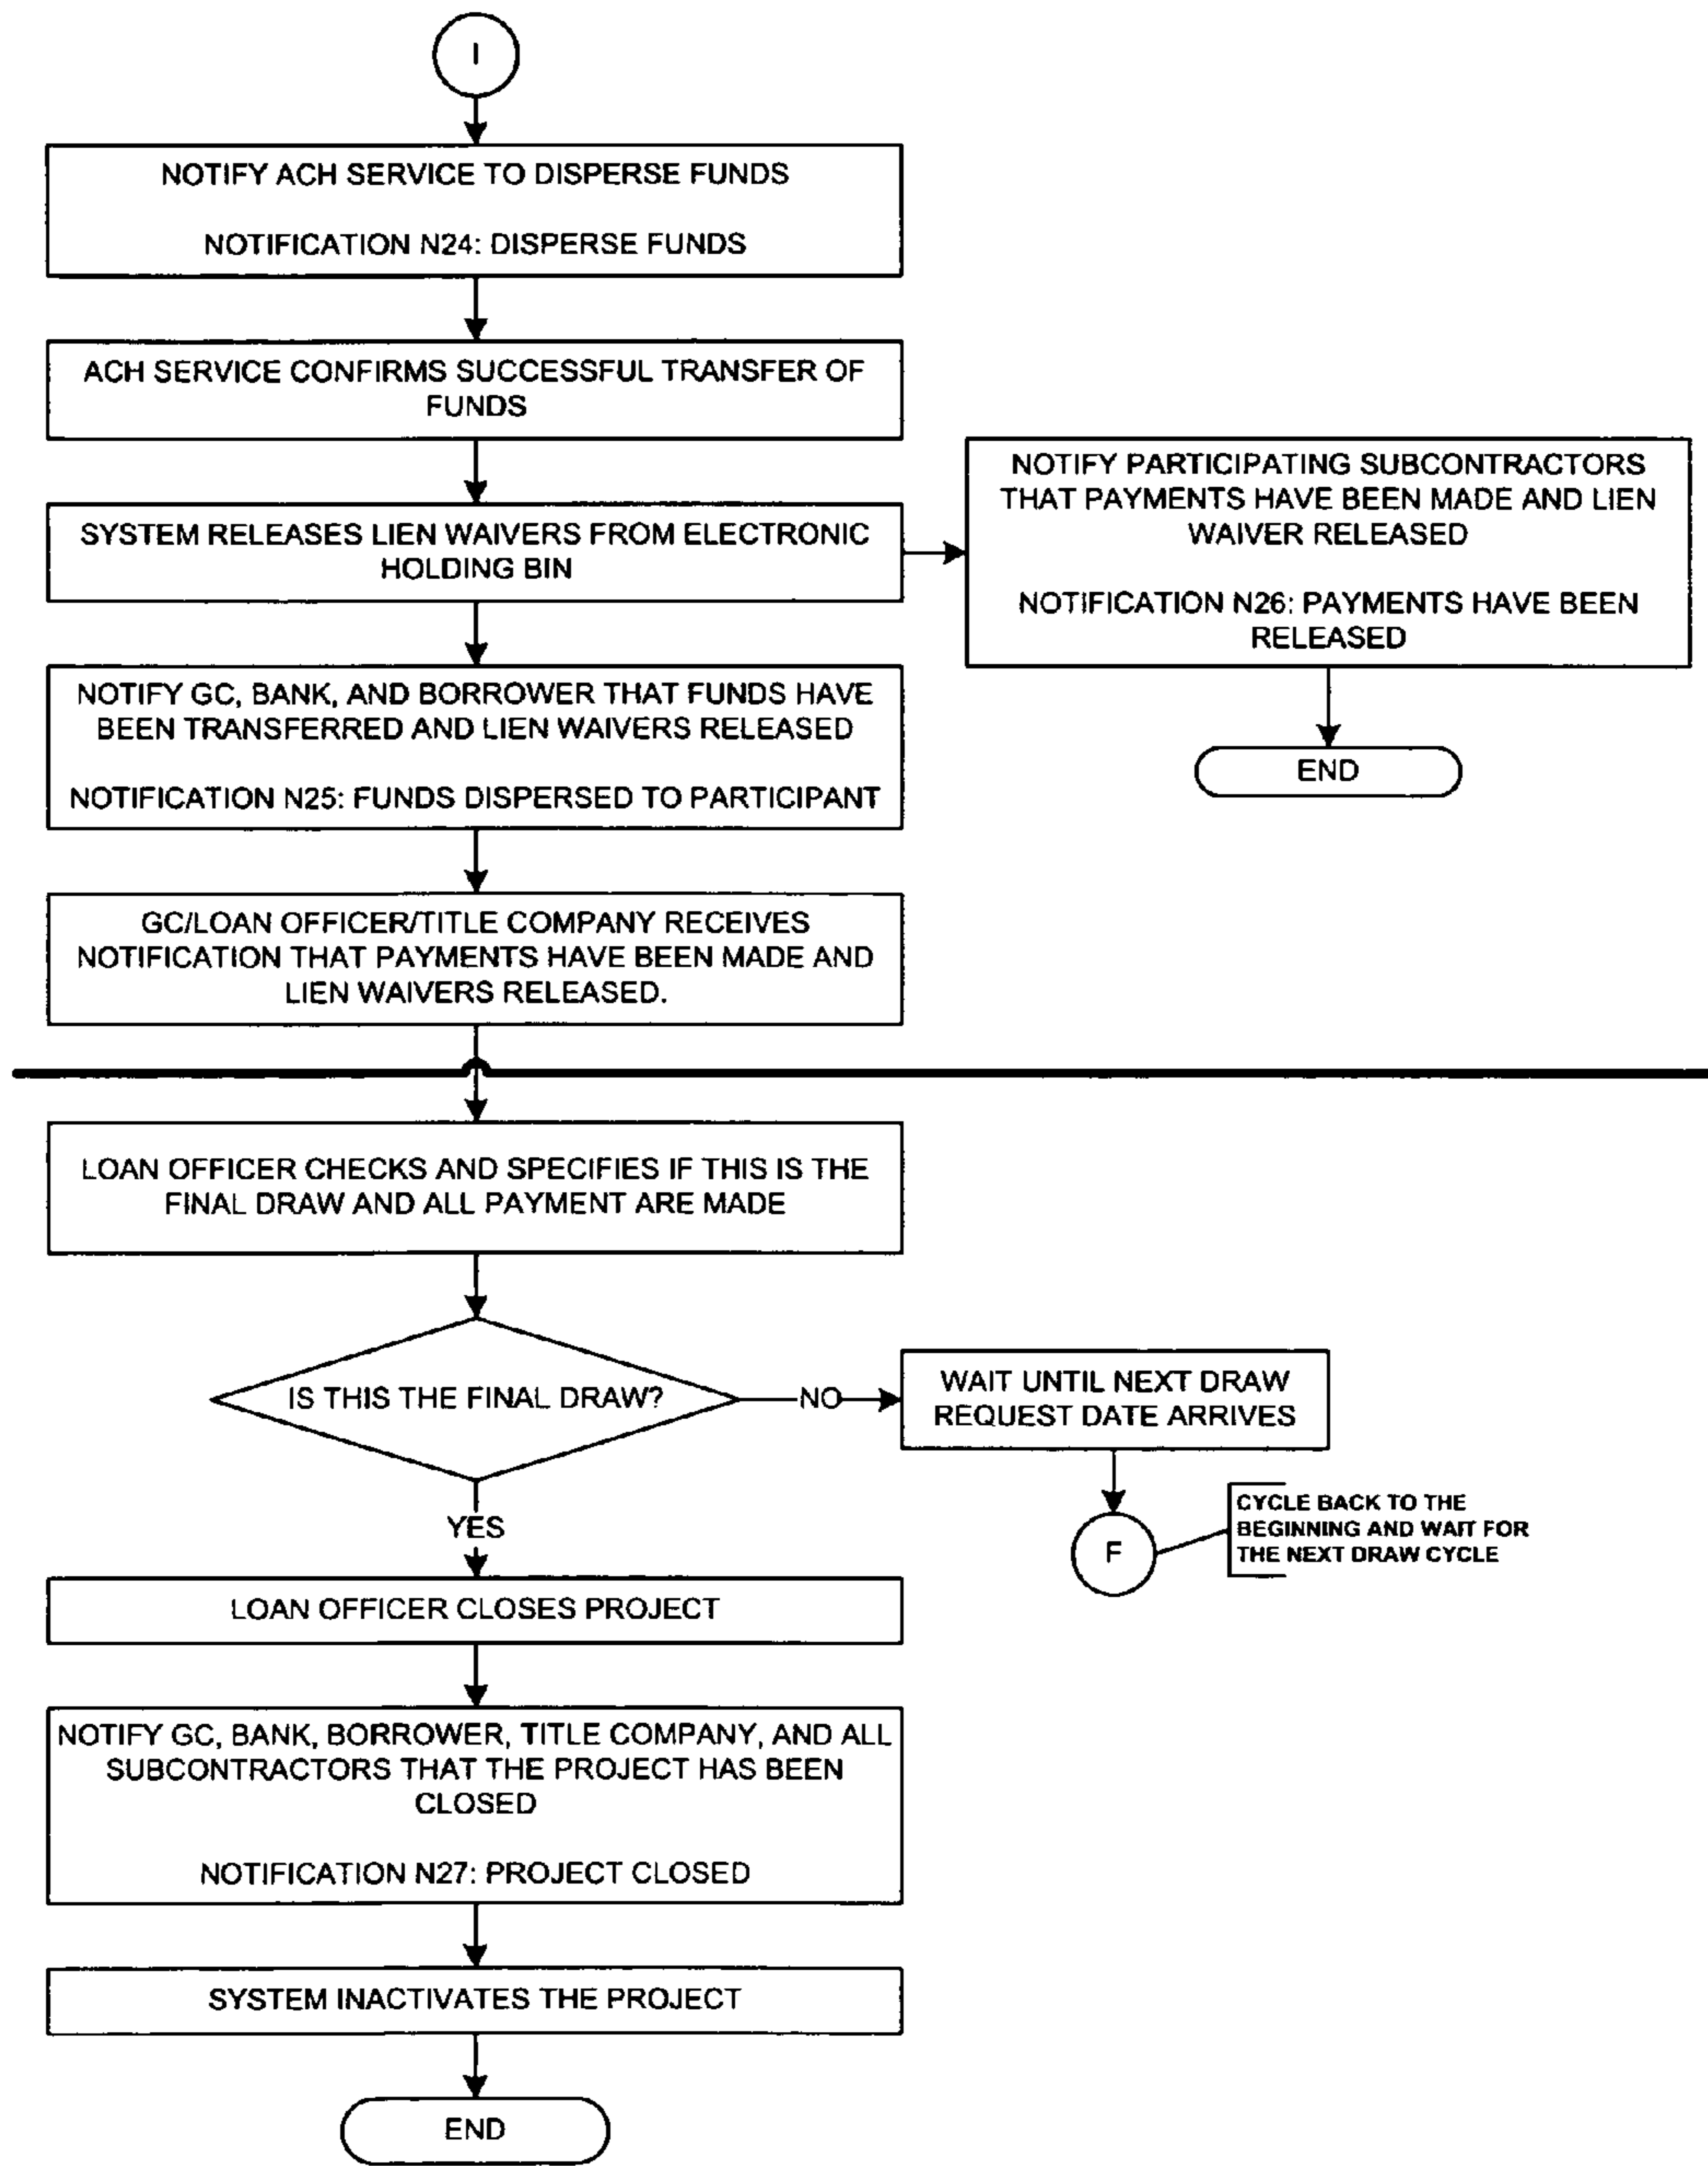 I
NOTIFY ACH SERVICE TO DISPERSE FUNDS
NOTIFICATION N24: DISPERSE FUNDS
ACH SERVICE CONFIRMS SUCCESSFUL TRANSFER OF
FUNDS
SYSTEM RELEASES LIEN WAIVERS FROM ELECTRONIC
HOLDING BIN
NOTIFY PARTICIPATING SUBCONTRACTORS
THAT PAYMENTS HAVE BEEN MADE AND LIEN
WAIVER RELEASED
NOTIFICATION N26: PAYMENTS HAVE BEEN
RELEASED
END
NOTIFY GC, BANK, AND BORROWER THAT FUNDS HAVE
BEEN TRANSFERRED AND LIEN WAIVERS RELEASED
NOTIFICATION N25: FUNDS DISPERSED TO PARTICIPANT
GC/LOAN OFFICER/TITLE COMPANY RECEIVES
NOTIFICATION THAT PAYMENTS HAVE BEEN MADE AND
LIEN WAIVERS RELEASED.
LOAN OFFICER CHECKS AND SPECIFIES IF THIS IS THE
FINAL DRAW AND ALL PAYMENT ARE MADE
IS THIS THE FINAL DRAW?
NO
WAIT UNTIL NEXT DRAW
REQUEST DATE ARRIVES
F
CYCLE BACK TO THE
BEGINNING AND WAIT FOR
THE NEXT DRAW CYCLE
YES
LOAN OFFICER CLOSES PROJECT
NOTIFY GC, BANK, BORROWER, TITLE COMPANY, AND ALL
SUBCONTRACTORS THAT THE PROJECT HAS BEEN
CLOSED
NOTIFICATION N27: PROJECT CLOSED
SYSTEM INACTIVATES THE PROJECT
END